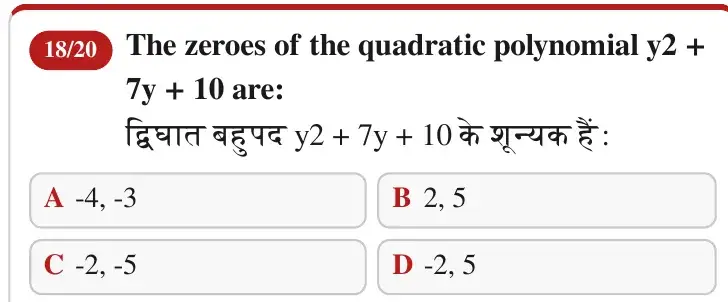 18/20 The zeroes of the quadratic polynomial y2 +
7y + 10 are:
द्विघात बहुपद y2 + 7y + 10 के शून्यक हैं :
A -4, -3
B 2, 5
C -2, -5
D -2, 5